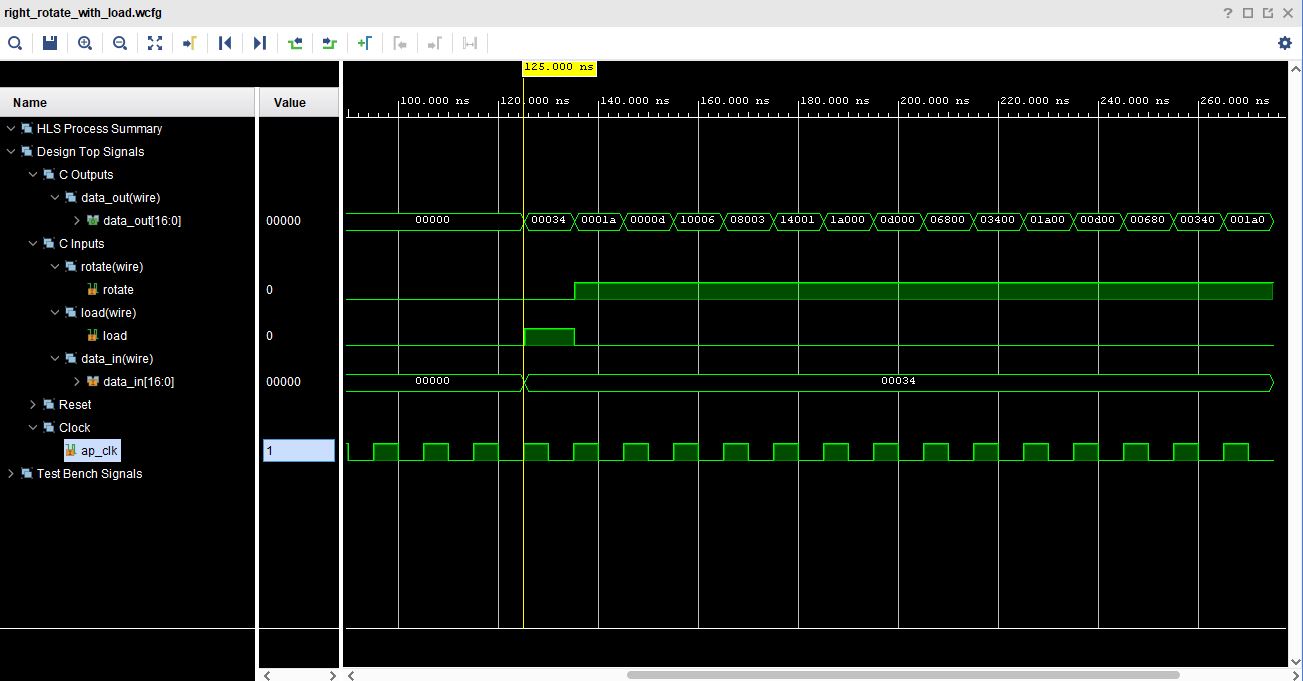 right_rotate_with_load.wcfg
125.000 ns
Name Value 100.000 ns 120.000 ns 140.000 ns 160.000 ns 180.000 ns 200.000 ns 220.000 ns 240.000 ns 260.000 ns
HLS Process Summary
Design Top Signals
C Outputs
data_out(wire)
data_out[16:0] 00000 00000 00034 0001a 0000d 10006 08003 14001 1a000 0d000 06800 03400 01a00 00d00 00680 00340 001a0
C Inputs
rotate(wire)
rotate 0
load(wire)
load 0
data_in(wire)
data_in[16:0] 00000 00000 00034
Reset
Clock
ap_clk 1
Test Bench Signals